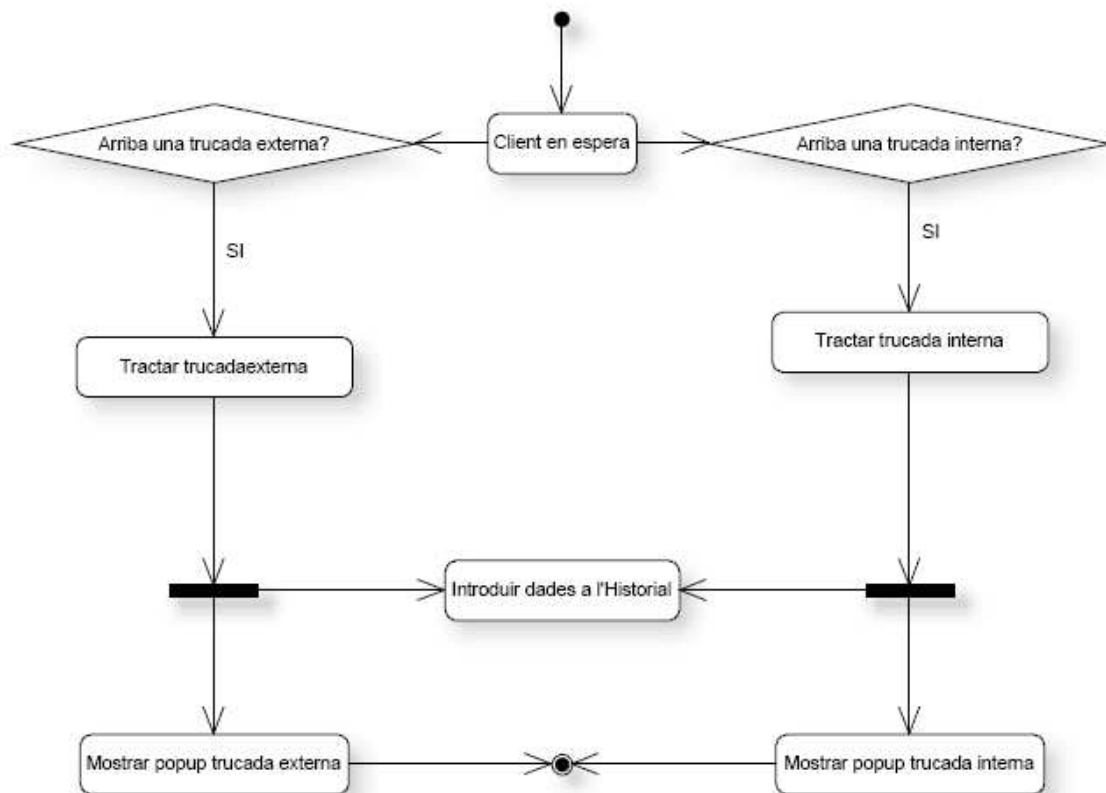 Arriba una trucada externa?
Client en espera
Arriba una trucada interna?
SI
SI
Tractar trucadaexterna
Tractar trucada interna
Introduir dades a l'Historial
Mostrar popup trucada externa
Mostrar popup trucada interna